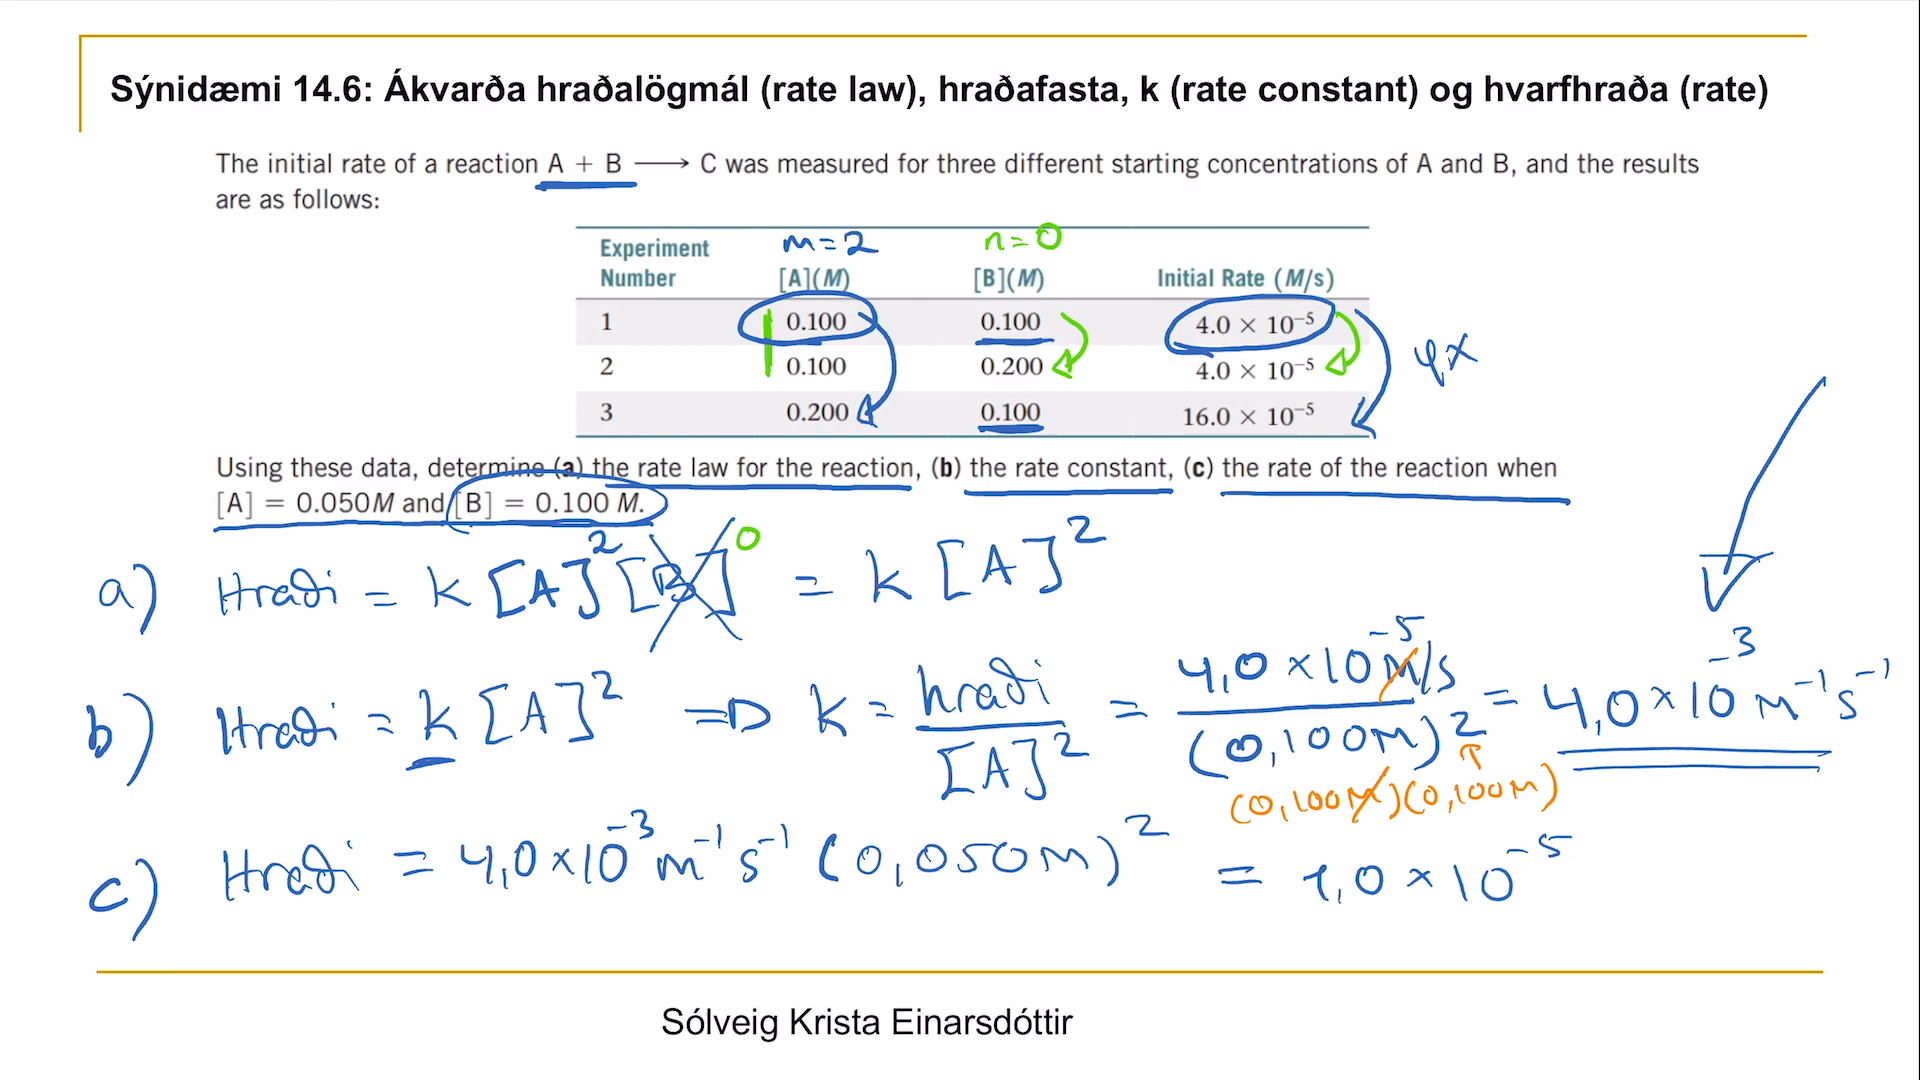 Sýnidæmi 14.6: Ákvarða hraðalögmál (rate law), hraðafasta, k (rate constant) og hvarfhraða (rate)
The initial rate of a reaction A + B ⟶ C was measured for three different starting concentrations of A and B, and the results
are as follows:
m=2 n=0
Experiment
Number [A](M) [B](M) Initial Rate (M/s)
1 0.100 0.100 4.0 × 10⁻⁵
2 0.100 0.200 4.0 × 10⁻⁵
4x
3 0.200 0.100 16.0 × 10⁻⁵
Using these data, determine (a) the rate law for the reaction, (b) the rate constant, (c) the rate of the reaction when
[A] = 0.050M and [B] = 0.100 M.
a) Hraði = k [A]² [B]⁰ = k [A]²
b) Hraði = k [A]² => k = hraði / [A]² = 4,0 x 10⁻⁵ M/s / (0,100M)² = 4,0 x 10⁻³ M⁻¹ s⁻¹
(0,100M)(0,100M)
c) Hraði = 4,0 x 10⁻³ M⁻¹ s⁻¹ (0,050M)² = 1,0 x 10⁻⁵
Sólveig Krista Einarsdóttir